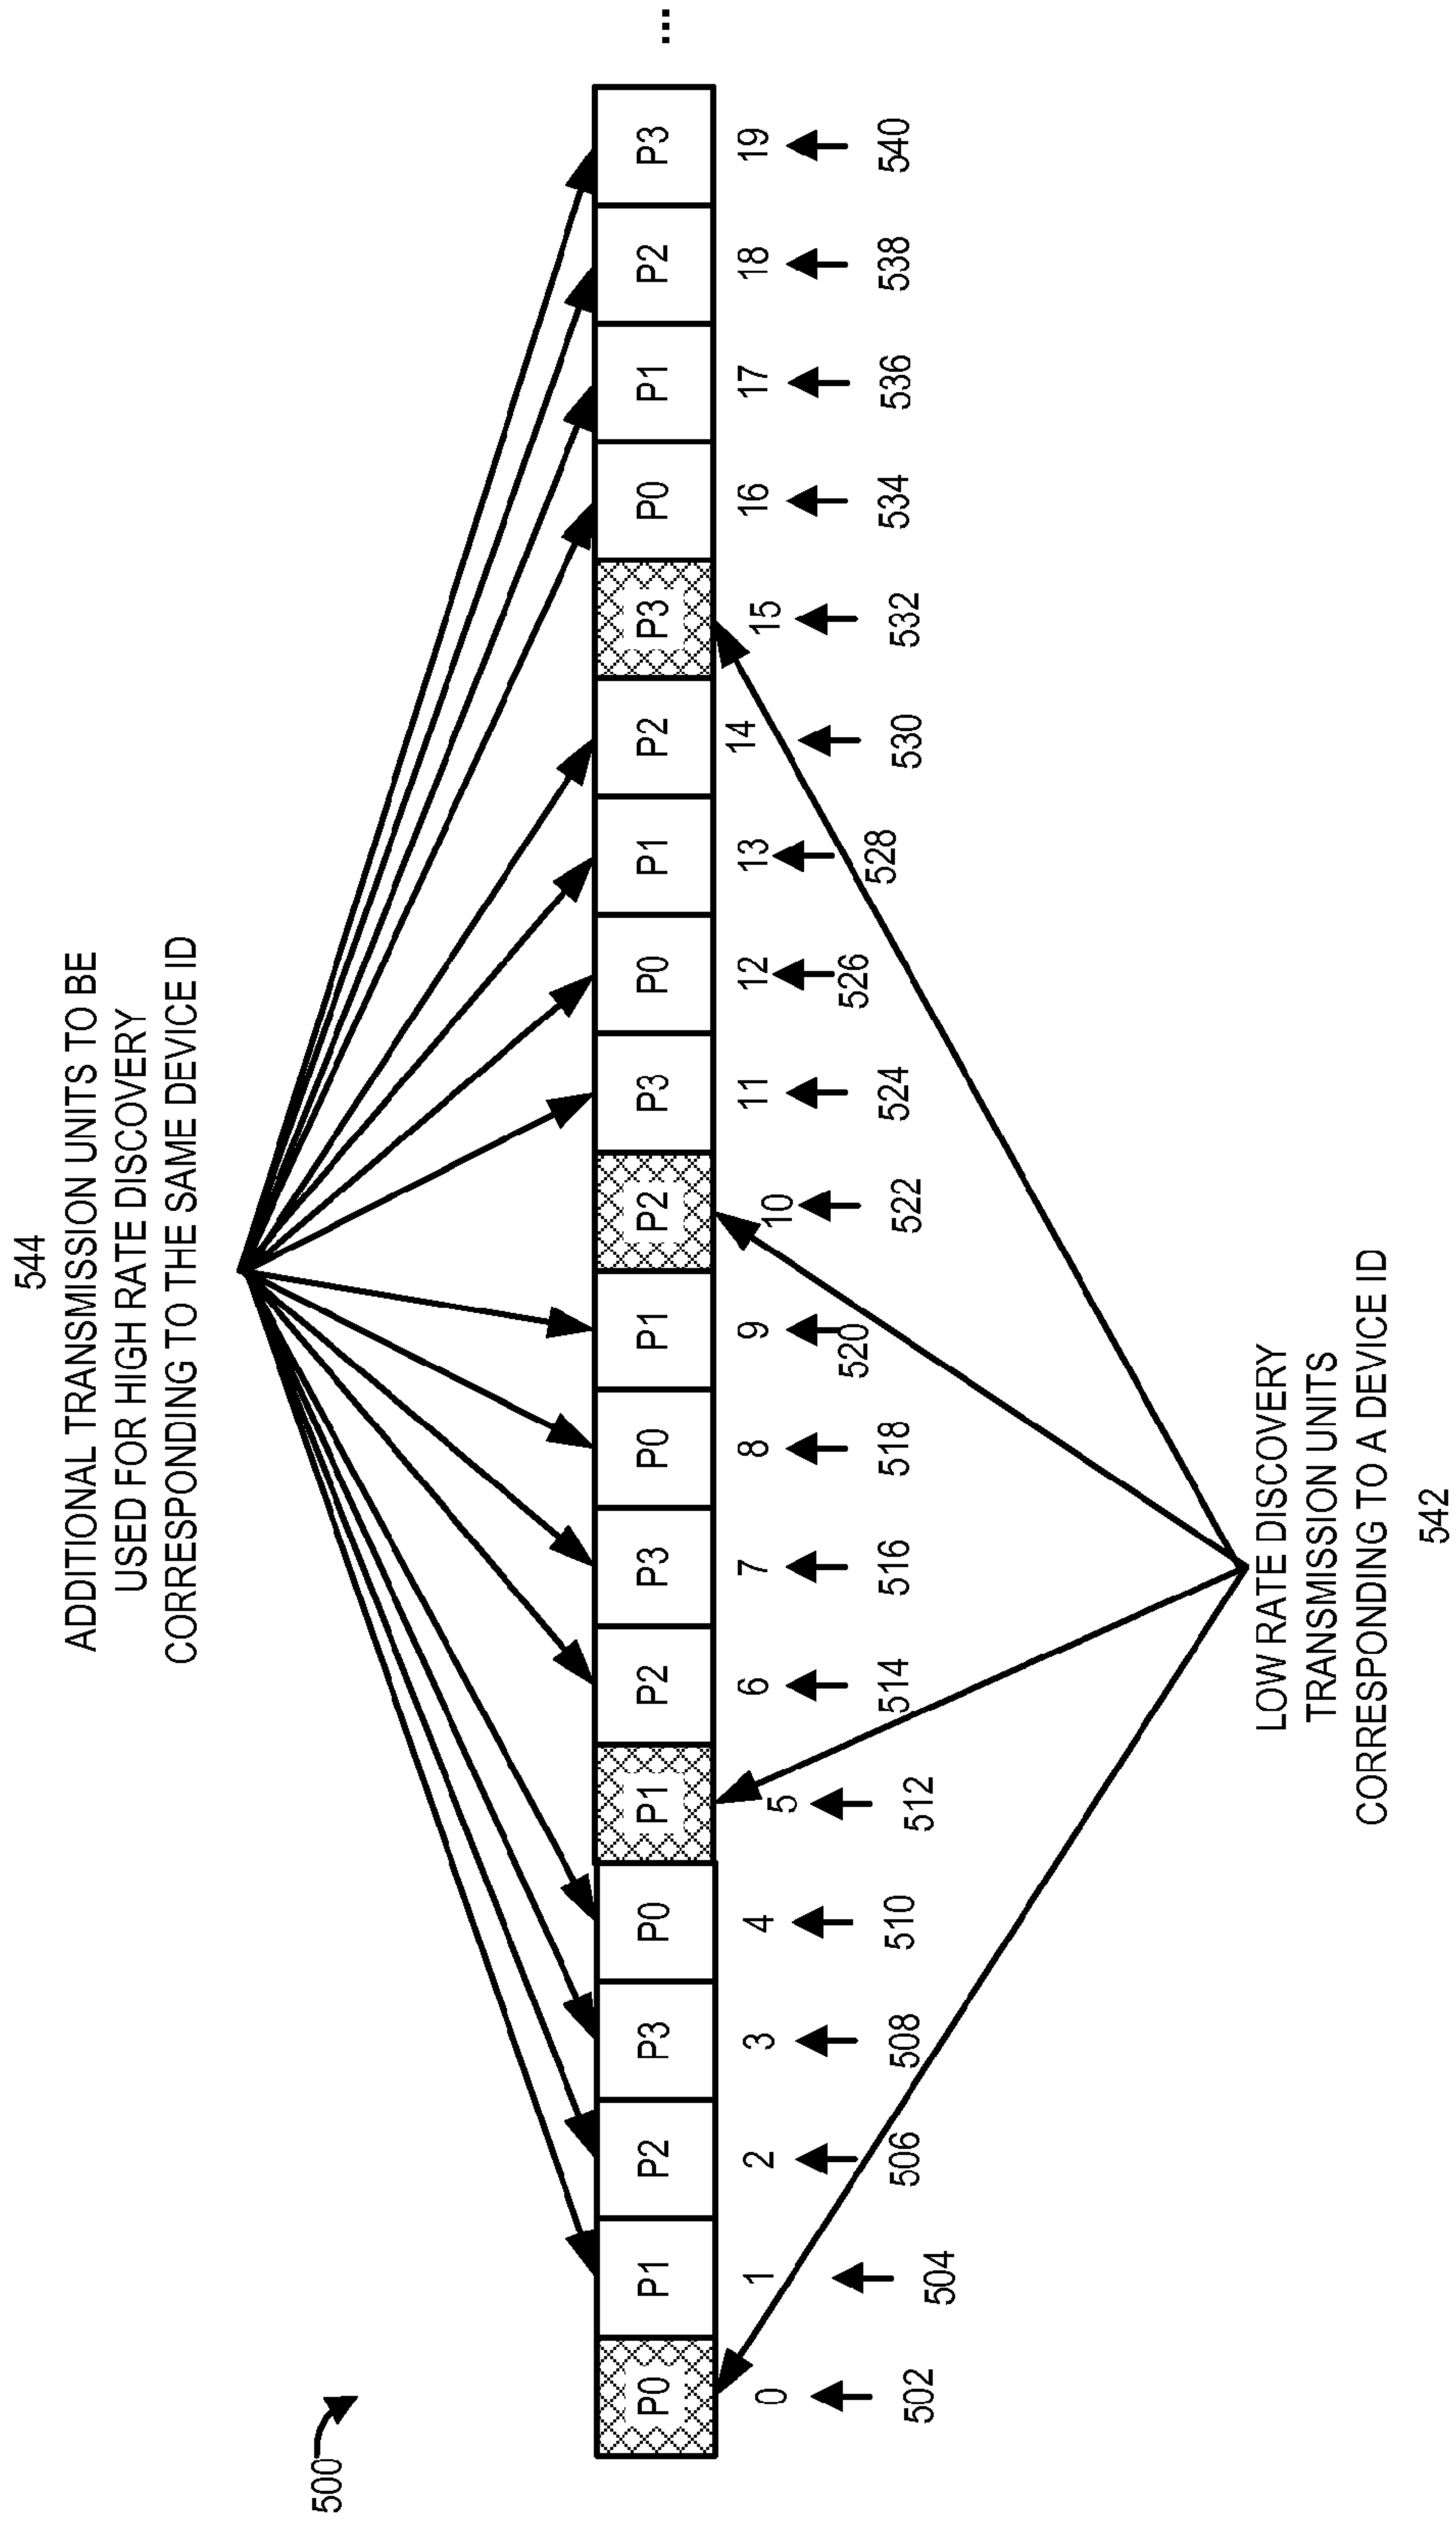 500
544
ADDITIONAL TRANSMISSION UNITS TO BE
USED FOR HIGH RATE DISCOVERY
CORRESPONDING TO THE SAME DEVICE ID
P0 P1 P2 P3 P0 P1 P2 P3 P0 P1 P2 P3 P0 P1 P2 P3 P0 P1 P2 P3 ...
0 1 2 3 4 5 6 7 8 9 10 11 12 13 14 15 16 17 18 19
502 504 506 508 510 512 514 516 518 520 522 524 526 528 530 532 534 536 538 540
LOW RATE DISCOVERY
TRANSMISSION UNITS
CORRESPONDING TO A DEVICE ID
542